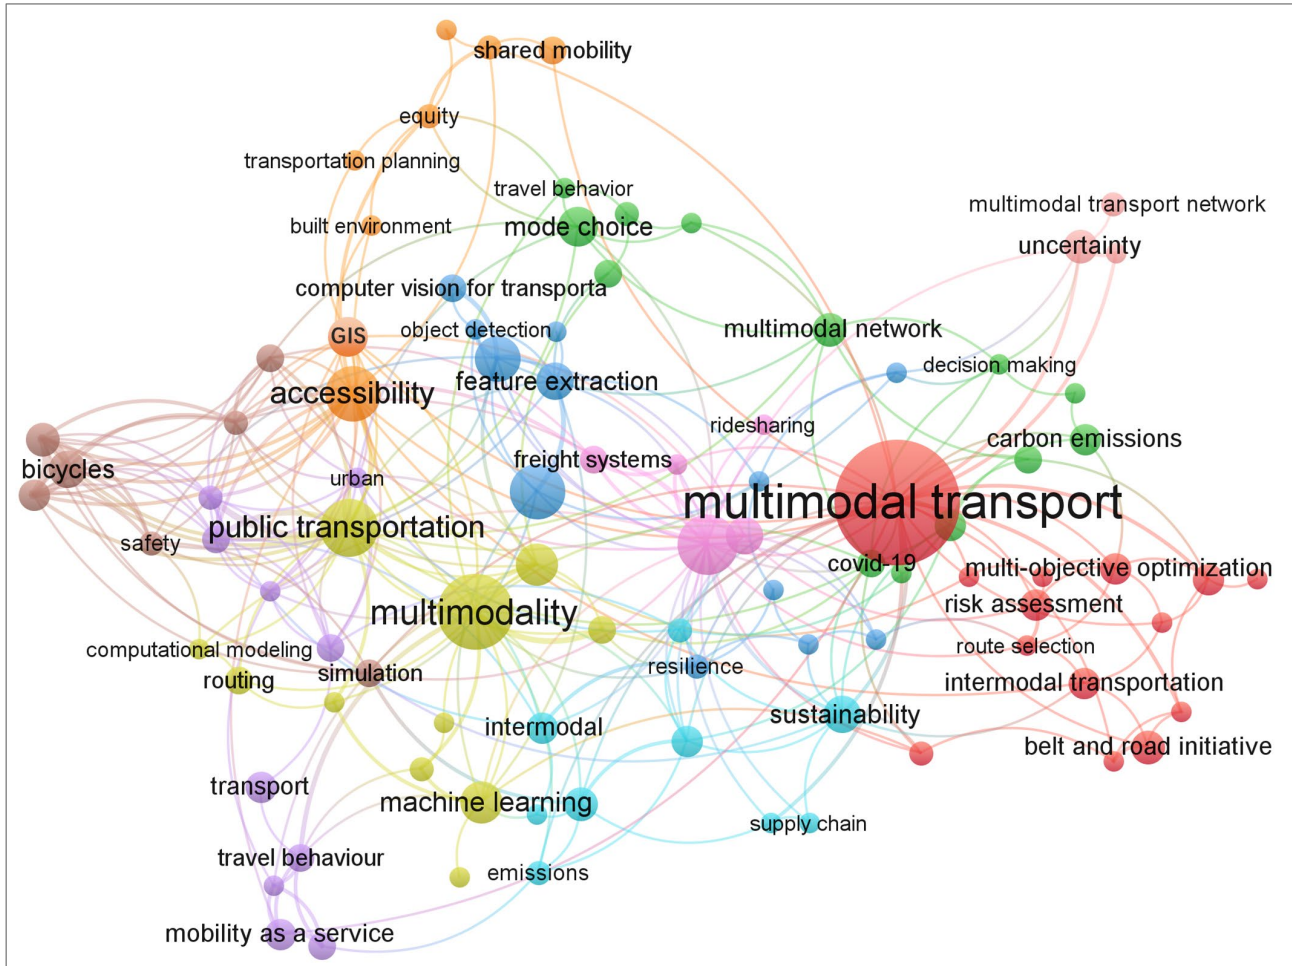 shared mobility
equity
transportation planning
travel behavior
multimodal transport network
built environment
mode choice
uncertainty
computer vision for transporta
GIS
object detection
multimodal network
decision making
accessibility
feature extraction
ridesharing
carbon emissions
bicycles
urban
freight systems
multimodal transport
public transportation
safety
covid-19
multi-objective optimization
multimodality
risk assessment
computational modeling
route selection
simulation
resilience
routing
intermodal transportation
intermodal
sustainability
belt and road initiative
transport
machine learning
supply chain
travel behaviour
emissions
mobility as a service